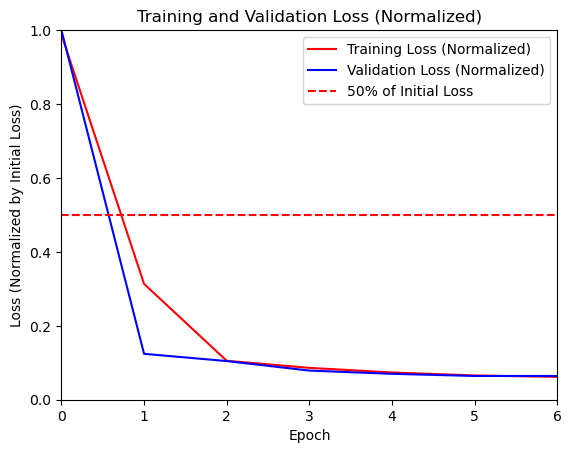 Training and Validation Loss (Normalized)
Loss (Normalized by Initial Loss)
1.0
0.8
0.6
0.4
0.2
0.0
Training Loss (Normalized)
Validation Loss (Normalized)
50% of Initial Loss
0 1 2 3 4 5 6
Epoch